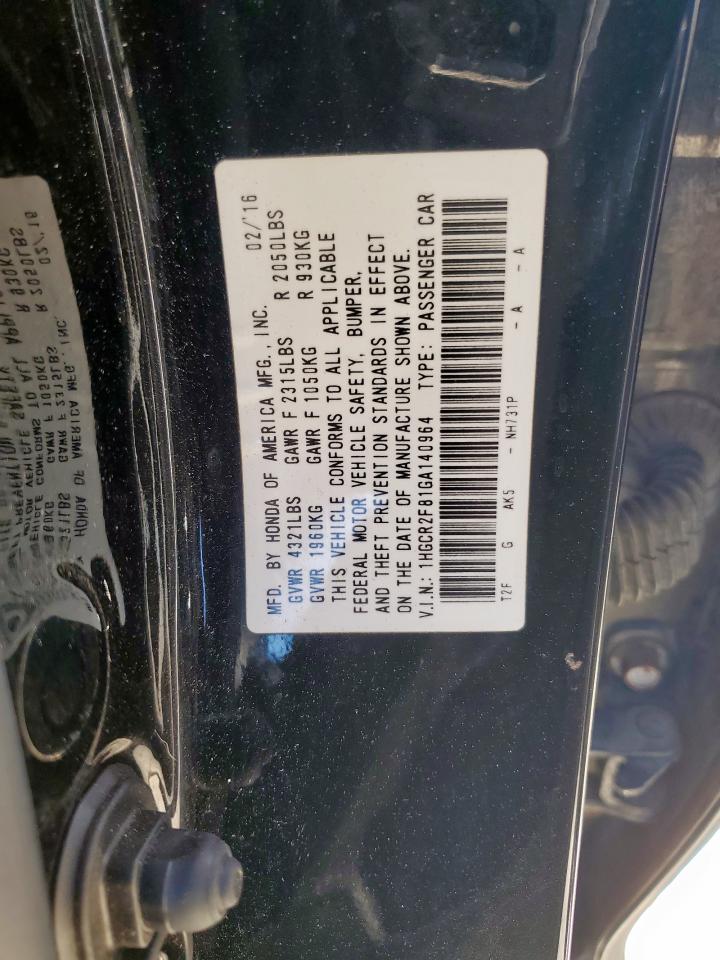 MFD. BY HONDA OF AMERICA MFG., INC. 02/'16
GVWR 4321LBS GAWR F 2315LBS R 2050LBS
GVWR 1960KG GAWR F 1050KG R 930KG
THIS VEHICLE CONFORMS TO ALL APPLICABLE
FEDERAL MOTOR VEHICLE SAFETY, BUMPER,
AND THEFT PREVENTION STANDARDS IN EFFECT
ON THE DATE OF MANUFACTURE SHOWN ABOVE.
V.I.N.: 1HGCR2F81GA140964 TYPE: PASSENGER CAR
T2F G AK5 - NH731P - A - A